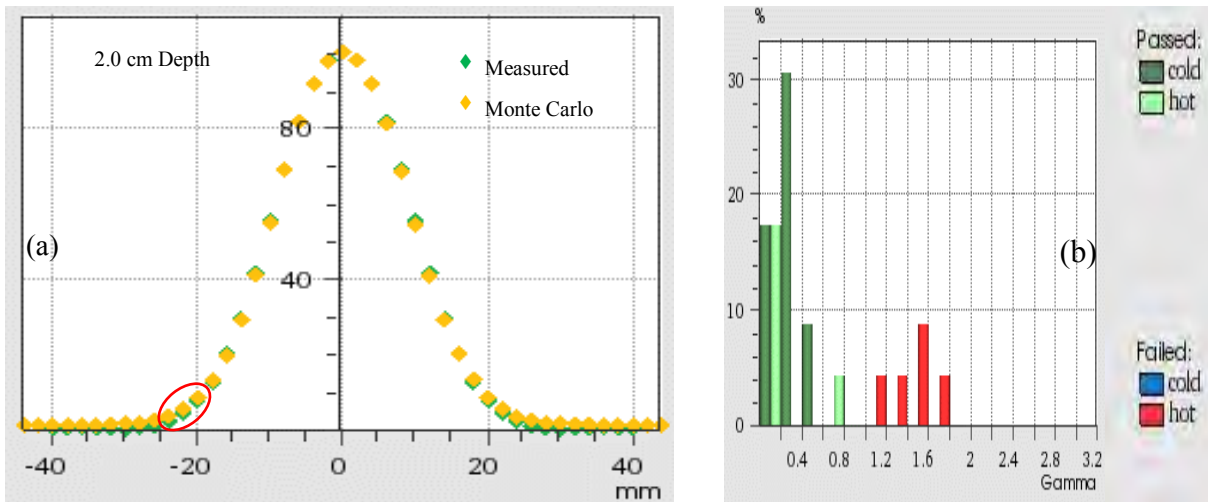 2.0 cm Depth
Measured
Monte Carlo
80
(a)
40
-40 -20 0 20 40
mm
%
30
20
10
0
0.4 0.8 1.2 1.6 2 2.4 2.8 3.2
Gamma
(b)
Passed:
cold
hot
Failed:
cold
hot